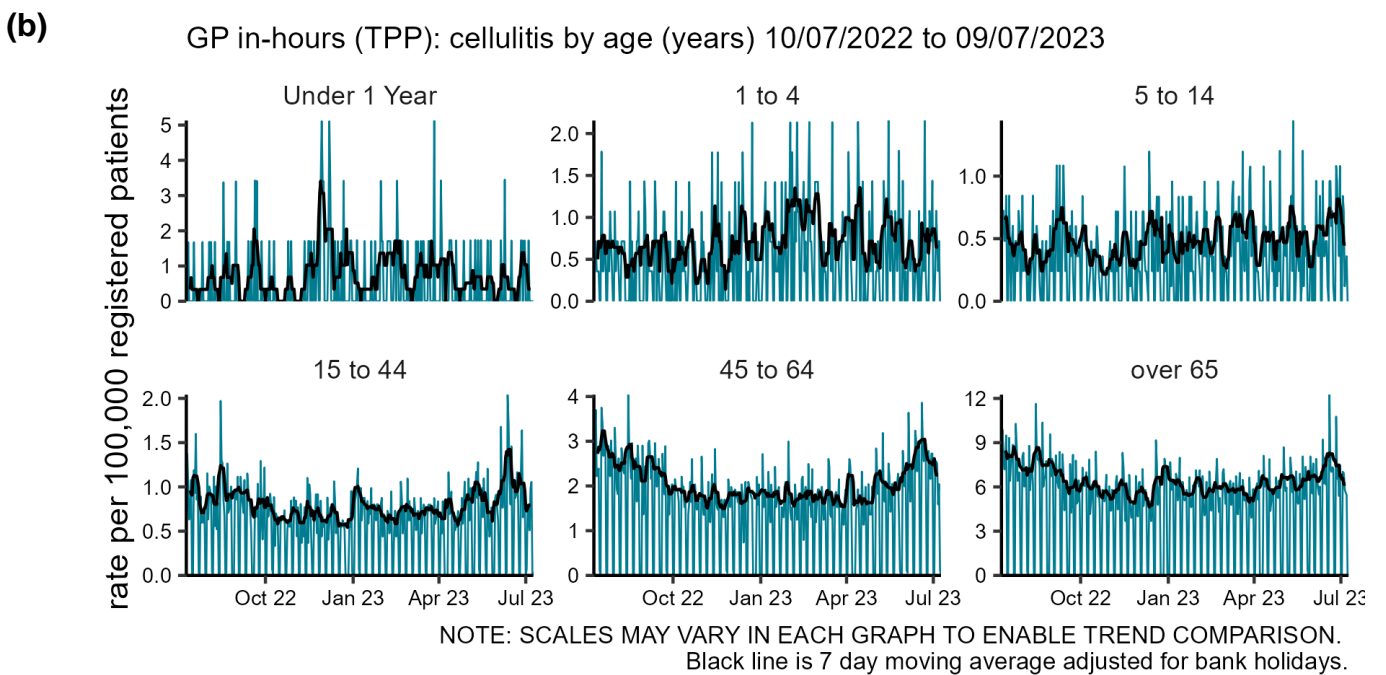 (b)
GP in-hours (TPP): cellulitis by age (years) 10/07/2022 to 09/07/2023
rate per 100,000 registered patients
Under 1 Year
5
4
3
2
1
0
1 to 4
2.0
1.5
1.0
0.5
0.0
5 to 14
1.0
0.5
0.0
15 to 44
2.0
1.5
1.0
0.5
0.0
Oct 22 Jan 23 Apr 23 Jul 23
45 to 64
4
3
2
1
0
Oct 22 Jan 23 Apr 23 Jul 23
over 65
12
9
6
3
0
Oct 22 Jan 23 Apr 23 Jul 23
NOTE: SCALES MAY VARY IN EACH GRAPH TO ENABLE TREND COMPARISON.
Black line is 7 day moving average adjusted for bank holidays.